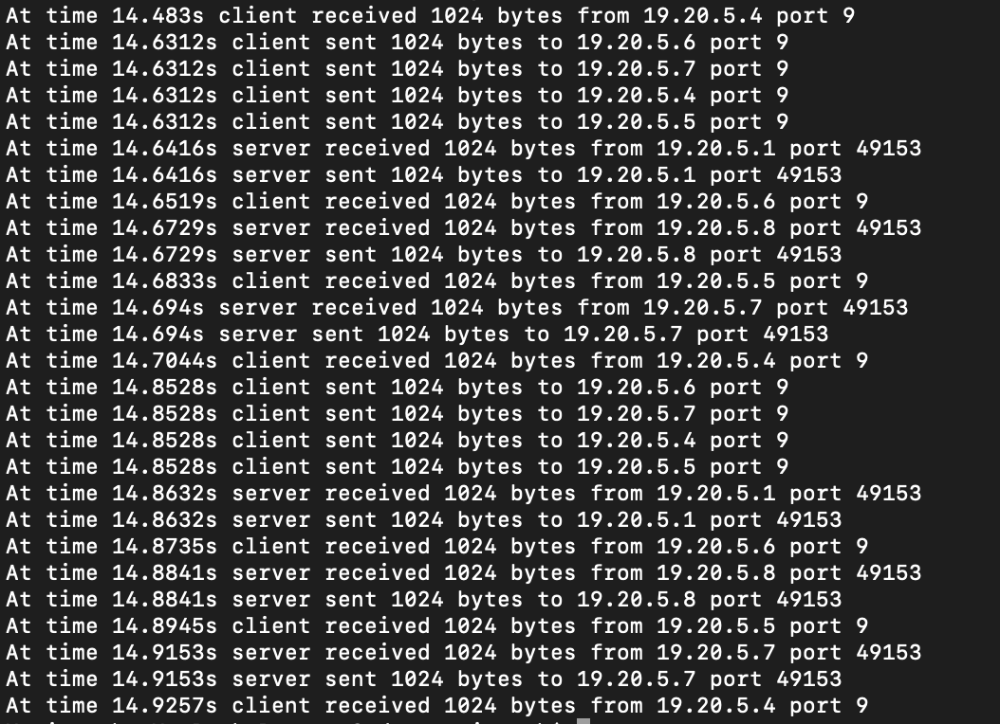 At time 14.483s client received 1024 bytes from 19.20.5.4 port 9
At time 14.6312s client sent 1024 bytes to 19.20.5.6 port 9
At time 14.6312s client sent 1024 bytes to 19.20.5.7 port 9
At time 14.6312s client sent 1024 bytes to 19.20.5.4 port 9
At time 14.6312s client sent 1024 bytes to 19.20.5.5 port 9
At time 14.6416s server received 1024 bytes from 19.20.5.1 port 49153
At time 14.6416s server sent 1024 bytes to 19.20.5.1 port 49153
At time 14.6519s client received 1024 bytes from 19.20.5.6 port 9
At time 14.6729s server received 1024 bytes from 19.20.5.8 port 49153
At time 14.6729s server sent 1024 bytes to 19.20.5.8 port 49153
At time 14.6833s client received 1024 bytes from 19.20.5.5 port 9
At time 14.694s server received 1024 bytes from 19.20.5.7 port 49153
At time 14.694s server sent 1024 bytes to 19.20.5.7 port 49153
At time 14.7044s client received 1024 bytes from 19.20.5.4 port 9
At time 14.8528s client sent 1024 bytes to 19.20.5.6 port 9
At time 14.8528s client sent 1024 bytes to 19.20.5.7 port 9
At time 14.8528s client sent 1024 bytes to 19.20.5.4 port 9
At time 14.8528s client sent 1024 bytes to 19.20.5.5 port 9
At time 14.8632s server received 1024 bytes from 19.20.5.1 port 49153
At time 14.8632s server sent 1024 bytes to 19.20.5.1 port 49153
At time 14.8735s client received 1024 bytes from 19.20.5.6 port 9
At time 14.8841s server received 1024 bytes from 19.20.5.8 port 49153
At time 14.8841s server sent 1024 bytes to 19.20.5.8 port 49153
At time 14.8945s client received 1024 bytes from 19.20.5.5 port 9
At time 14.9153s server received 1024 bytes from 19.20.5.7 port 49153
At time 14.9153s server sent 1024 bytes to 19.20.5.7 port 49153
At time 14.9257s client received 1024 bytes from 19.20.5.4 port 9